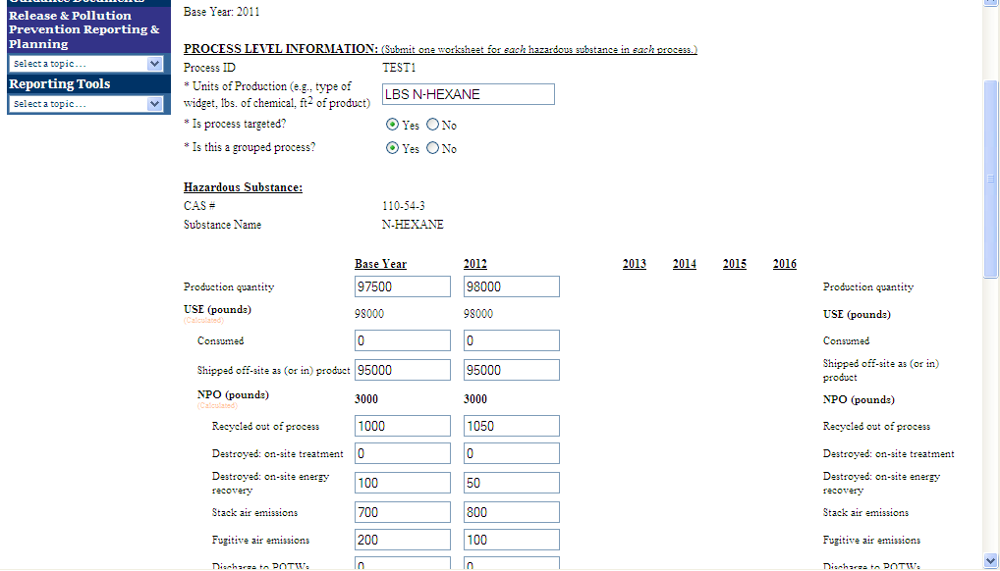 Guidance Documents
Release & Pollution
Prevention Reporting &
Planning
Select a topic...
Reporting Tools
Select a topic...
Base Year: 2011
PROCESS LEVEL INFORMATION: (Submit one worksheet for each hazardous substance in each process.)
Process ID TEST1
* Units of Production (e.g., type of
widget, lbs. of chemical, ft2 of product) LBS N-HEXANE
* Is process targeted? Yes No
* Is this a grouped process? Yes No
Hazardous Substance:
CAS # 110-54-3
Substance Name N-HEXANE
Base Year 2012 2013 2014 2015 2016
Production quantity 97500 98000 Production quantity
USE (pounds) 98000 98000 USE (pounds)
(Calculated)
Consumed 0 0 Consumed
Shipped off-site as (or in) product 95000 95000 Shipped off-site as (or in)
product
NPO (pounds) 3000 3000 NPO (pounds)
(Calculated)
Recycled out of process 1000 1050 Recycled out of process
Destroyed: on-site treatment 0 0 Destroyed: on-site treatment
Destroyed: on-site energy
recovery 100 50 Destroyed: on-site energy
recovery
Stack air emissions 700 800 Stack air emissions
Fugitive air emissions 200 100 Fugitive air emissions
Discharge to POTWs 0 0 Discharge to POTWs